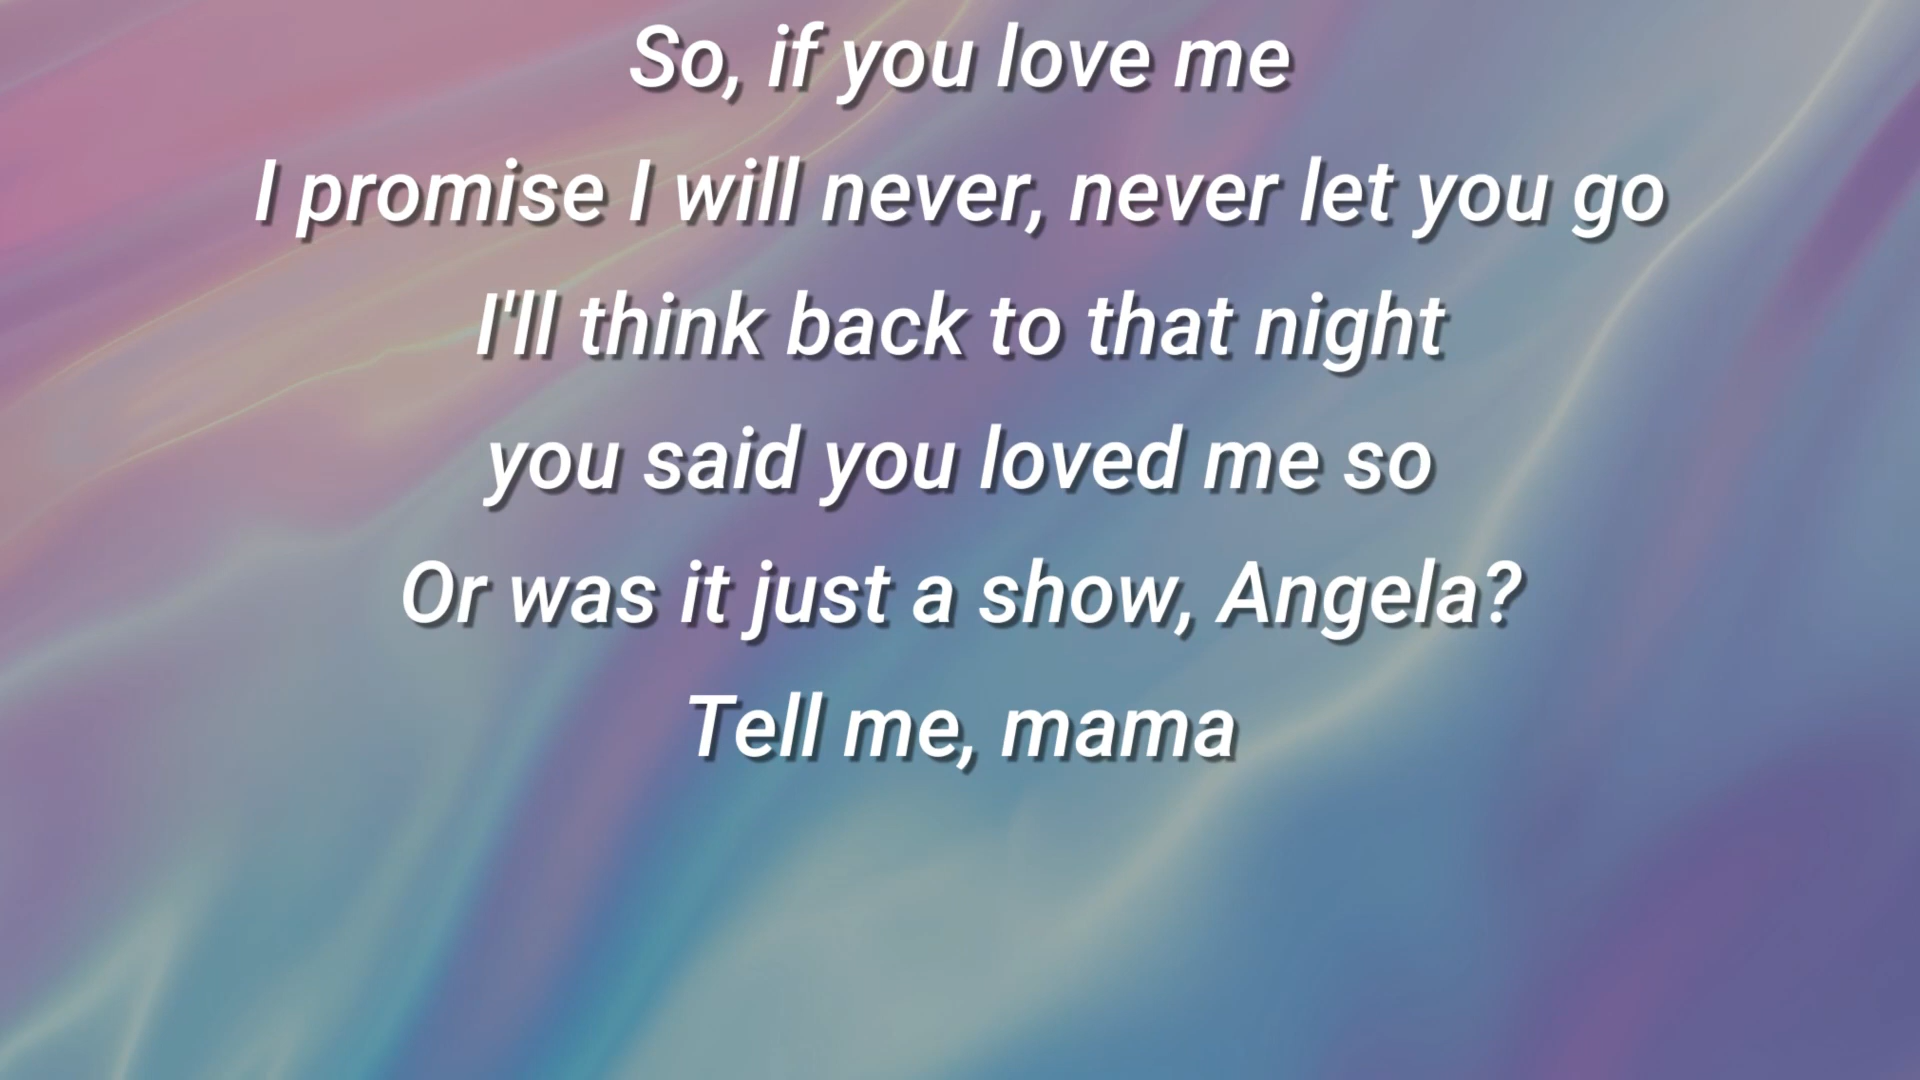 So, if you love me
I promise I will never, never let you go
I'll think back to that night
you said you loved me so
Or was it just a show, Angela?
Tell me, mama